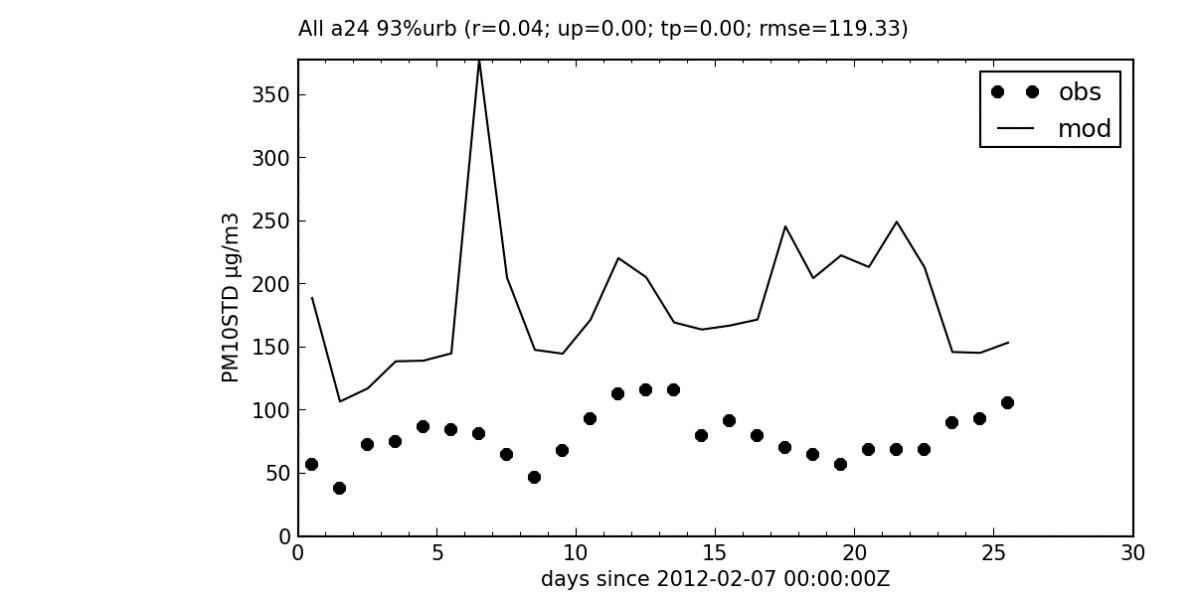 All a24 93%urb (r=0.04; up=0.00; tp=0.00; rmse=119.33)
350
300
250
200
150
100
50
0
PM10STD µg/m3
obs
mod
0 5 10 15 20 25 30
days since 2012-02-07 00:00:00Z